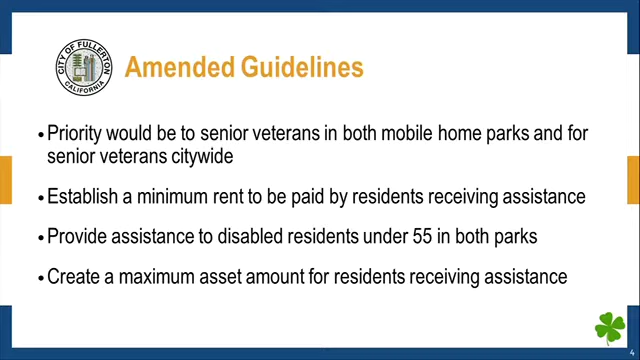 CITY OF FULLERTON
CALIFORNIA
Amended Guidelines
•Priority would be to senior veterans in both mobile home parks and for
senior veterans citywide
•Establish a minimum rent to be paid by residents receiving assistance
•Provide assistance to disabled residents under 55 in both parks
•Create a maximum asset amount for residents receiving assistance
4